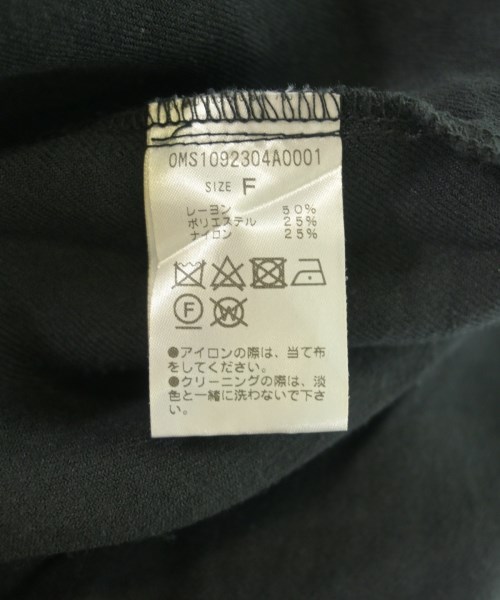 OMS1092304A0001
SIZE F
レーヨン 50%
ポリエステル 25%
ナイロン 25%
F
W
●アイロンの際は、当て布
をしてください。
●クリーニングの際は、淡
色と一緒に洗わないで下さ
い。